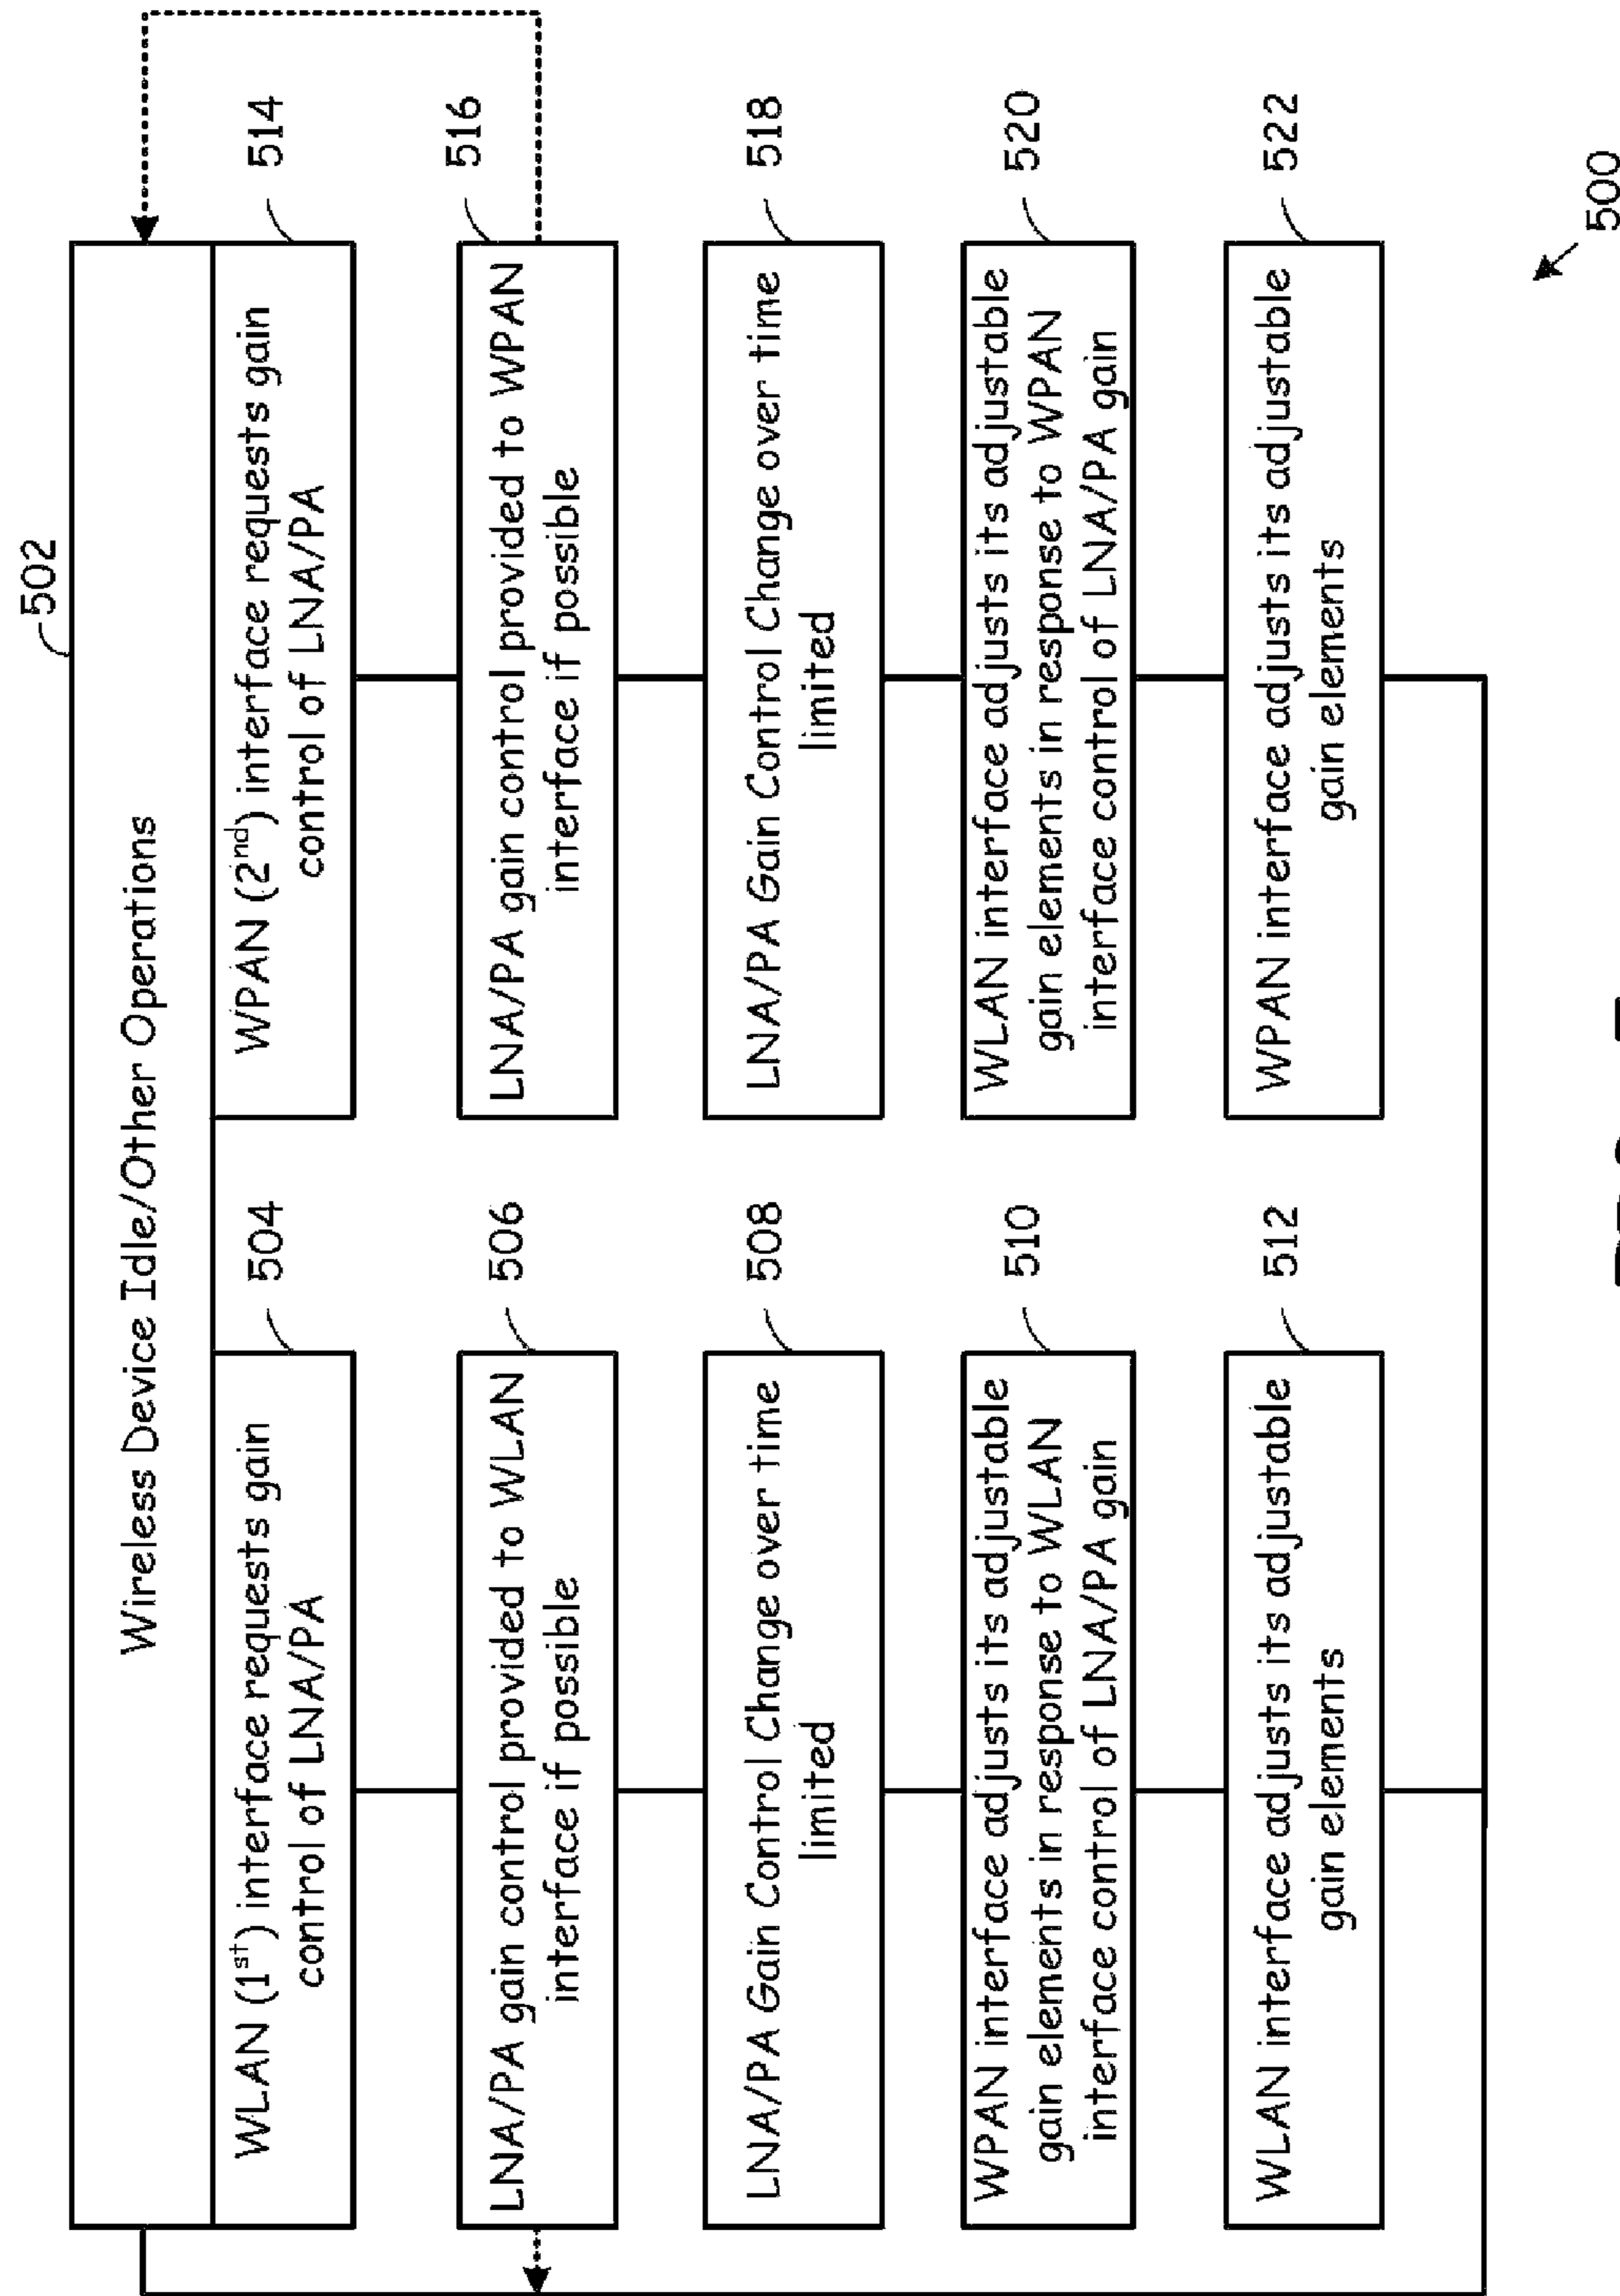 502
Wireless Device Idle/Other Operations
504
WLAN (1st) interface requests gain
control of LNA/PA
506
LNA/PA gain control provided to WLAN
interface if possible
508
LNA/PA Gain Control Change over time
limited
510
WPAN interface adjusts its adjustable
gain elements in response to WLAN
interface control of LNA/PA gain
512
WLAN interface adjusts its adjustable
gain elements
514
WPAN (2nd) interface requests gain
control of LNA/PA
516
LNA/PA gain control provided to WPAN
interface if possible
518
LNA/PA Gain Control Change over time
limited
520
WLAN interface adjusts its adjustable
gain elements in response to WPAN
interface control of LNA/PA gain
522
WPAN interface adjusts its adjustable
gain elements
500